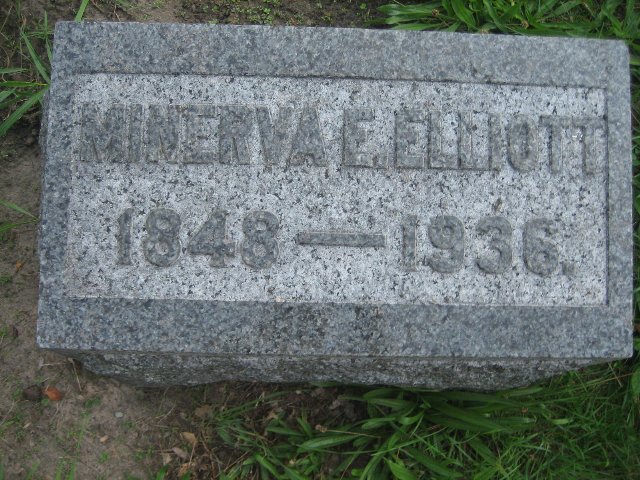 MINERVA E. ELLIOTT
1848 — 1936.